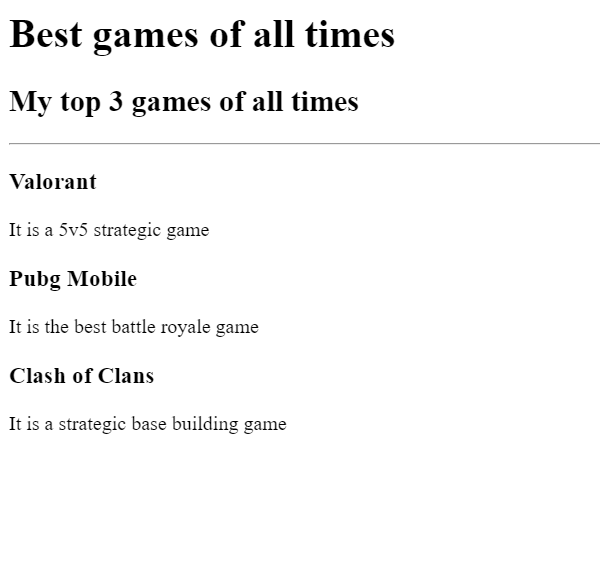 Best games of all times
My top 3 games of all times
Valorant
It is a 5v5 strategic game
Pubg Mobile
It is the best battle royale game
Clash of Clans
It is a strategic base building game